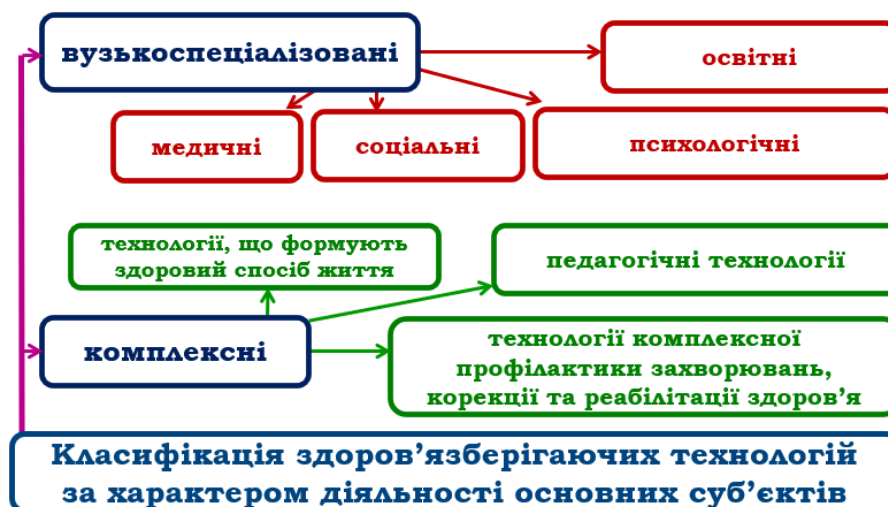 вузькоспеціалізовані
освітні
медичні
соціальні
психологічні
технології, що формують
здоровий спосіб життя
педагогічні технології
комплексні
технології комплексної
профілактики захворювань,
корекції та реабілітації здоров’я
Класифікація здоров’язберігаючих технологій
за характером діяльності основних суб’єктів